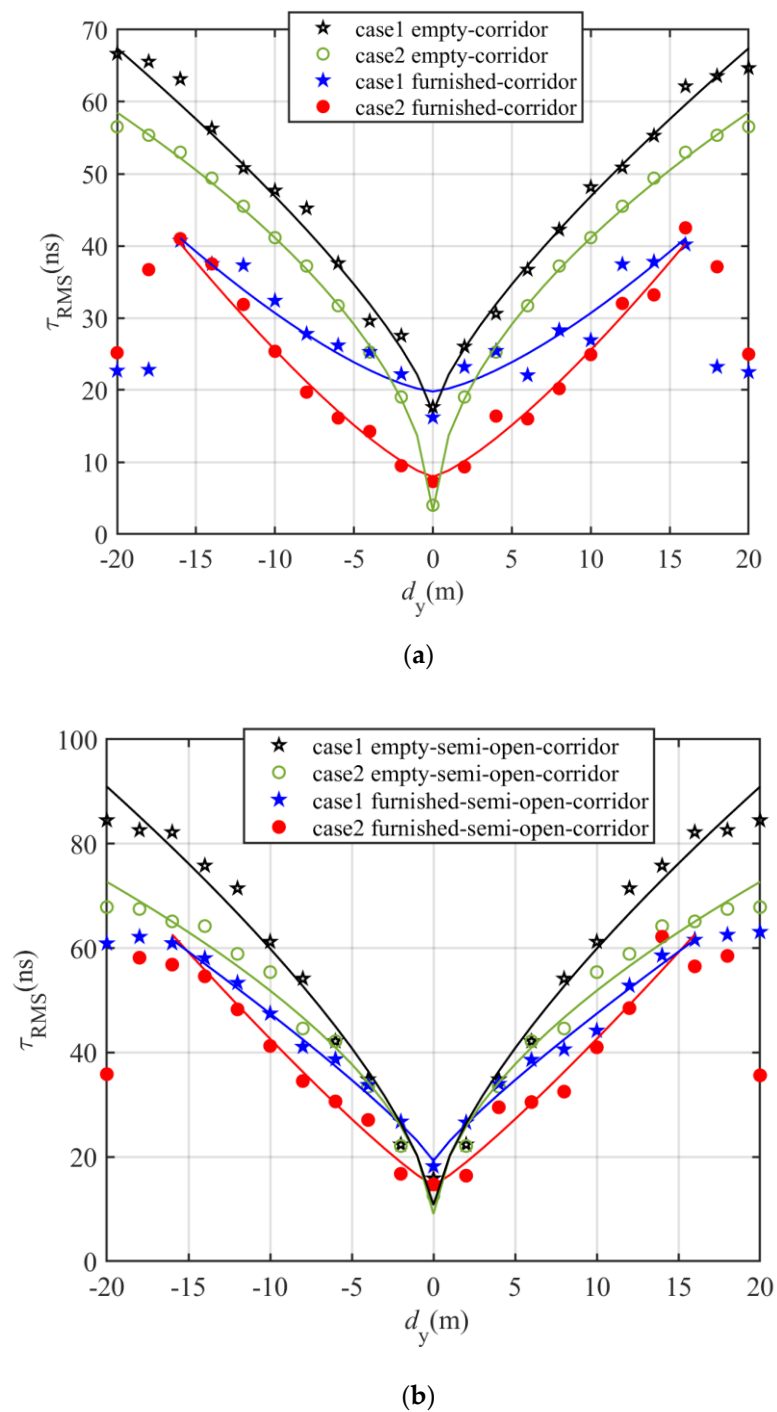 70
60
50
40
30
20
10
0
τRMS(ns)
case1 empty-corridor
case2 empty-corridor
case1 furnished-corridor
case2 furnished-corridor
-20 -15 -10 -5 0 5 10 15 20
dy(m)
(a)
100
80
60
40
20
0
τRMS(ns)
case1 empty-semi-open-corridor
case2 empty-semi-open-corridor
case1 furnished-semi-open-corridor
case2 furnished-semi-open-corridor
-20 -15 -10 -5 0 5 10 15 20
dy(m)
(b)